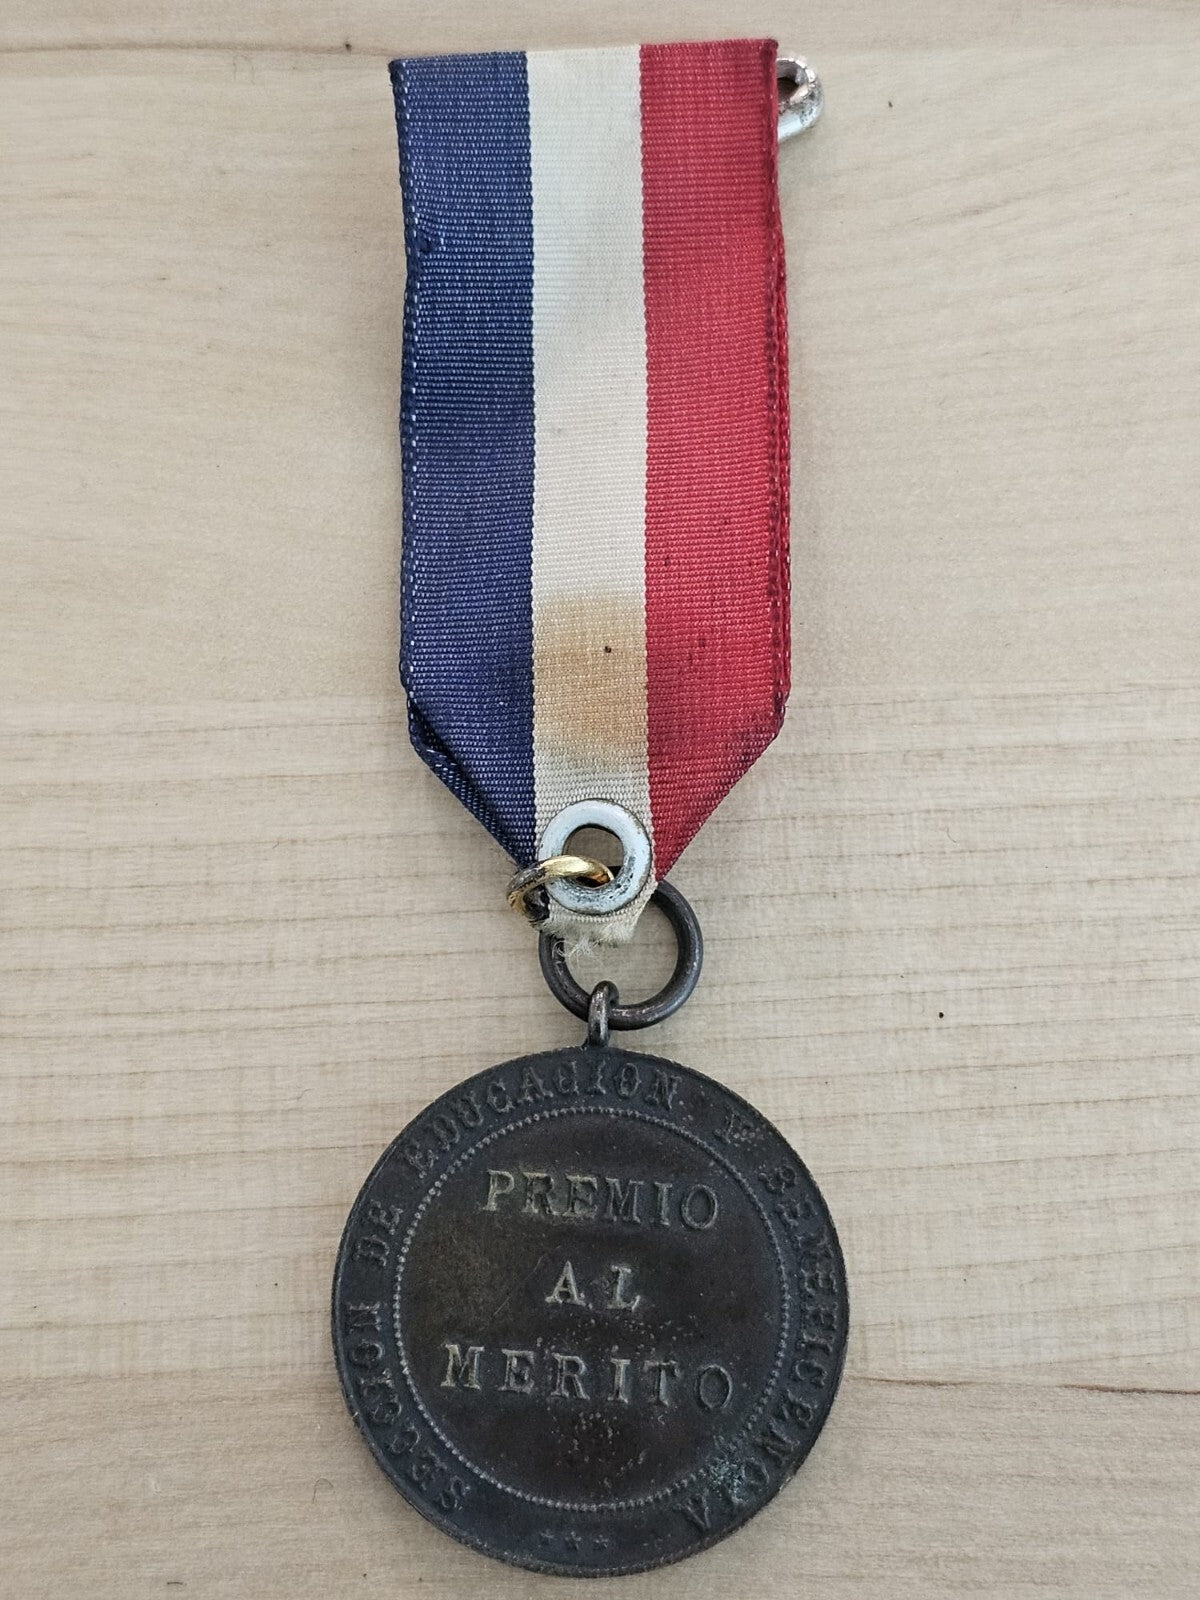 SECCION DE EDUCACION Y BENEFICENCIA
PREMIO
AL
MERITO